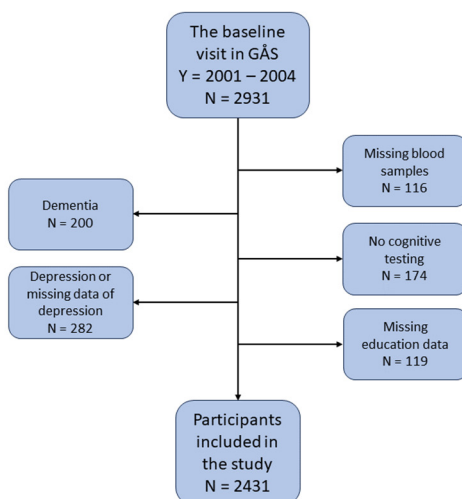 The baseline
visit in GÅS
Y = 2001 – 2004
N = 2931
Missing blood
samples
N = 116
Dementia
N = 200
No cognitive
testing
N = 174
Depression or
missing data of
depression
N = 282
Missing
education data
N = 119
Participants
included in
the study
N = 2431